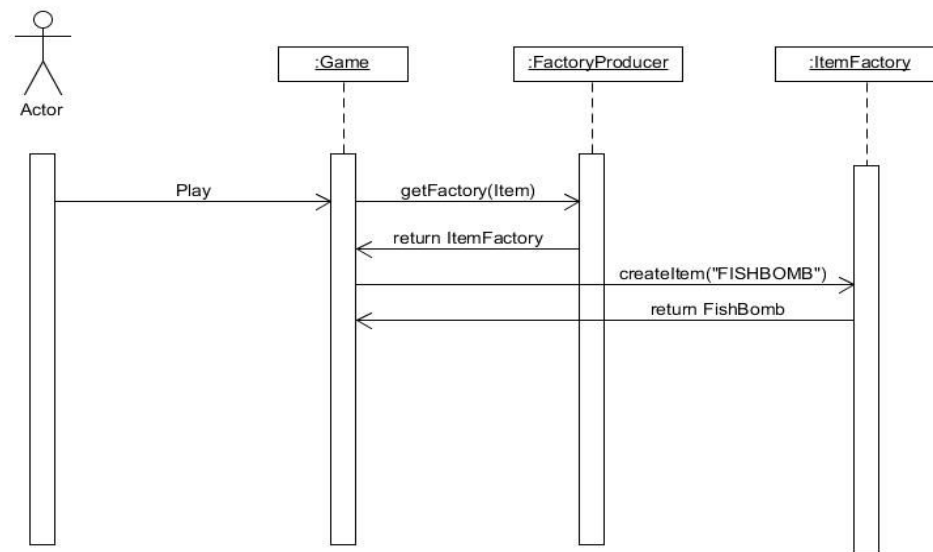 :Game
:FactoryProducer
:ItemFactory
Actor
Play
getFactory(Item)
return ItemFactory
createItem("FISHBOMB")
return FishBomb